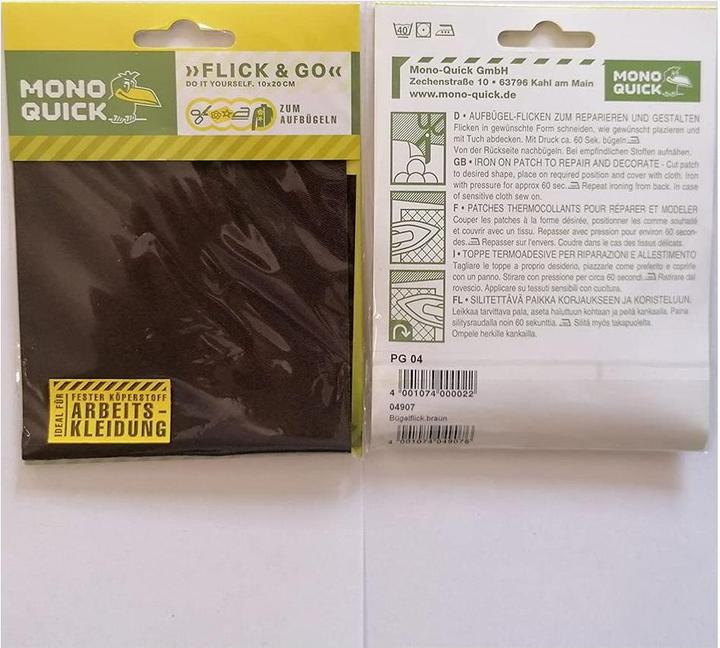 MONO
QUICK
»FLICK & GO«
DO IT YOURSELF. 10x20CM
ZUM
AUFBÜGELN
IDEAL FÜR
FESTER KÖPERSTOFF
ARBEITS-
KLEIDUNG
40
Mono-Quick GmbH
Zechenstraße 10 • 63796 Kahl am Main
www.mono-quick.de
MONO
QUICK
D • AUFBÜGEL-FLICKEN ZUM REPARIEREN UND GESTALTEN
Flicken in gewünschte Form schneiden, wie gewünscht plazieren und
mit Tuch abdecken. Mit Druck ca. 60 Sek. bügeln.
Von der Rückseite nachbügeln. Bei empfindlichen Stoffen aufnähen.
GB • IRON ON PATCH TO REPAIR AND DECORATE - Cut patch
to desired shape, place on required position and cover with cloth. Iron
with pressure for approx 60 sec. Repeat ironing from back. In case
of sensitive cloth sew on.
F • PATCHES THERMOCOLLANTS POUR RÉPARER ET MODELER
Couper les patches à la forme désirée, positionner les comme souhaité
et couvrir avec un tissu. Repasser avec pression pour environ 60 secon-
des. Repasser sur l'envers. Coudre dans le cas des tissus délicats.
I • TOPPE TERMOADESIVE PER RIPARAZIONI E ALLESTIMENTO
Tagliare le toppe a proprio desiderio, piazzarle come preferito e coprirle
con un panno. Stirare con pressione per circa 60 secondi. Restirare dal
rovescio. Applicare su tessuti sensibili con cucitura.
FL • SILITETTÄVÄ PAIKKA KORJAUKSEEN JA KORISTELUUN.
Leikkaa tarvittava pala, aseta haluttuun kohtaan ja peitä kankailla. Paina
silitysraudalla noin 60 sekunttia. Silitä myös takapuolelta.
Ompele herkille kankailla.
PG 04
4 001074 000022
04907
Bügelflick.braun
4 001074 049076